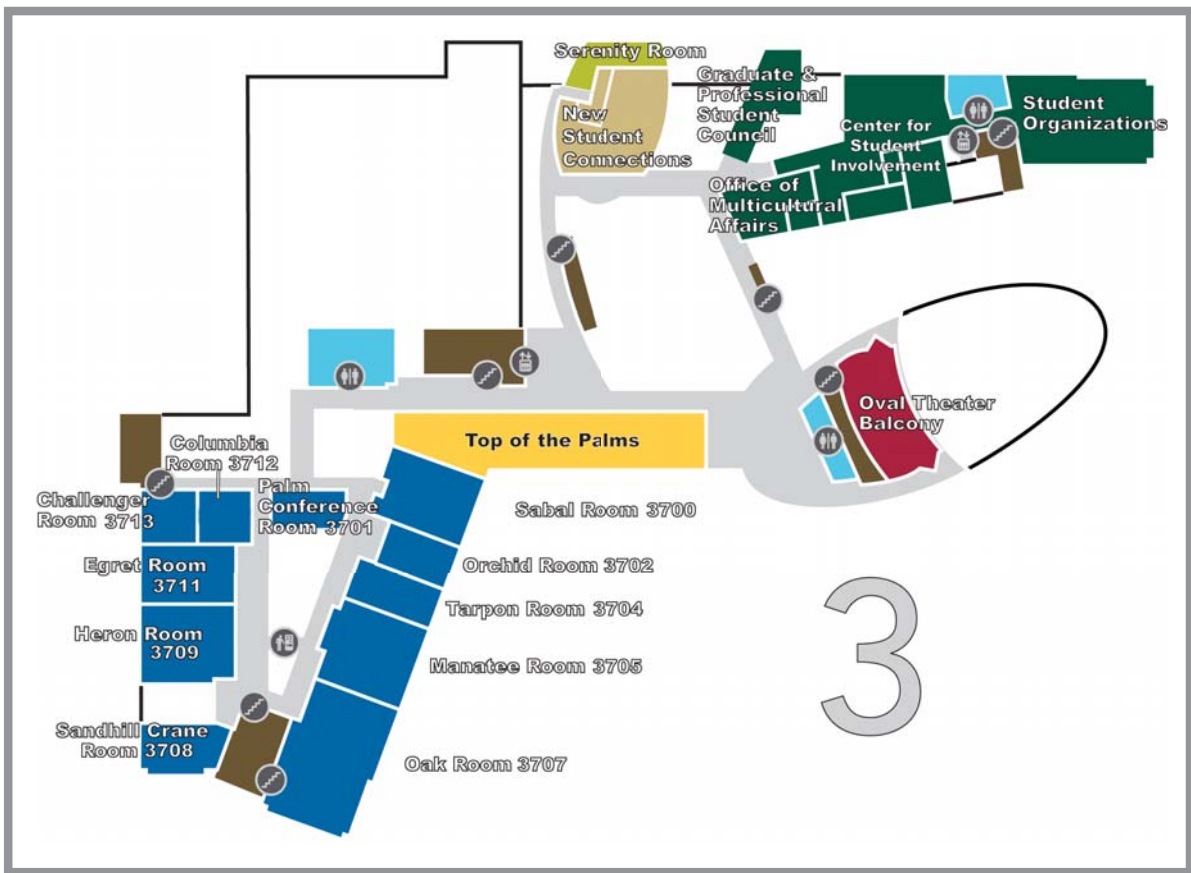 Serenity Room
New
Student
Connections
Graduate &
Professional
Student
Council
Center for
Student
Involvement
Student
Organizations
Office of
Multicultural
Affairs
Oval Theater
Balcony
Top of the Palms
Columbia
Room 3712
Challenger
Room 3713
Palm
Conference
Room 3701
Sabal Room 3700
Egret Room
3711
Orchid Room 3702
Tarpon Room 3704
Heron Room
3709
Manatee Room 3705
Sandhill Crane
Room 3708
Oak Room 3707
3